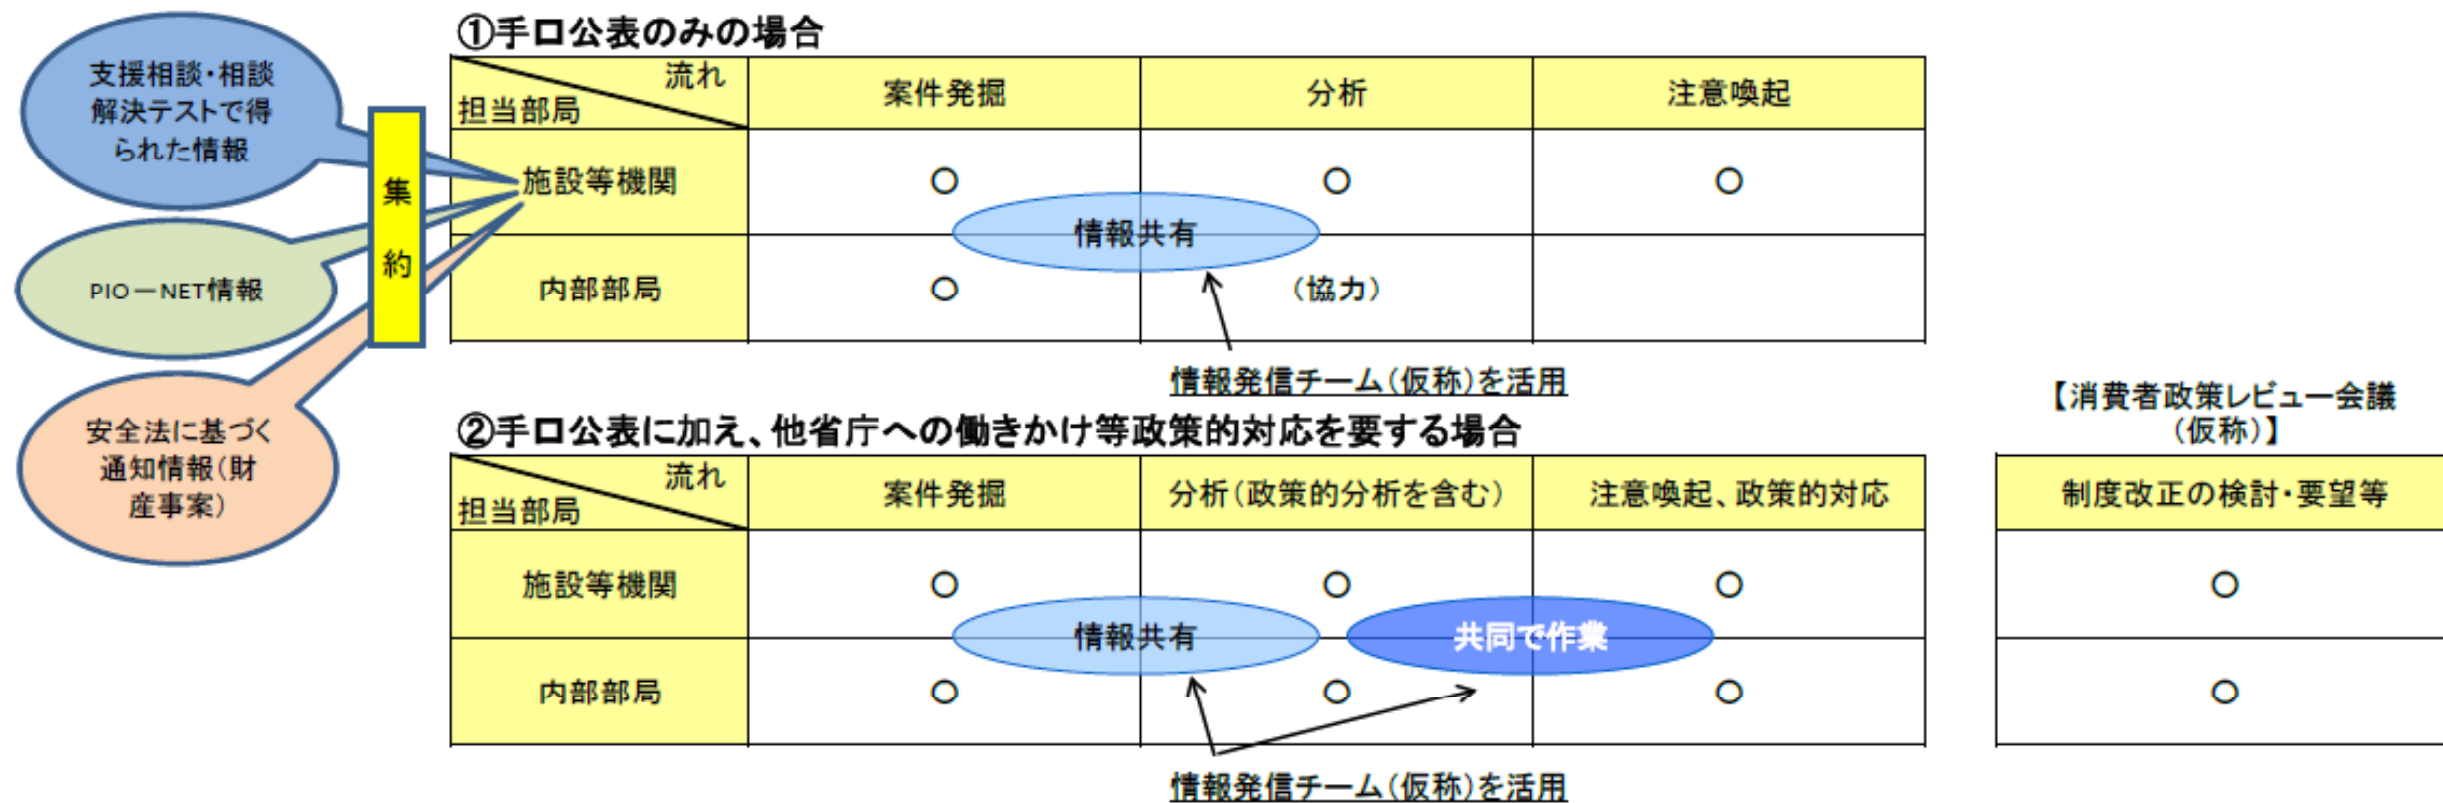 支援相談・相談
解決テストで得
られた情報
PIO－NET情報
安全法に基づく
通知情報（財
産事案）
集
約
①手口公表のみの場合
流れ
担当部局
案件発掘
分析
注意喚起
施設等機関
○
○
○
情報共有
内部部局
○
（協力）
情報発信チーム（仮称）を活用
②手口公表に加え、他省庁への働きかけ等政策的対応を要する場合
流れ
担当部局
案件発掘
分析（政策的分析を含む）
注意喚起、政策的対応
施設等機関
○
○
○
情報共有
共同で作業
内部部局
○
○
○
情報発信チーム（仮称）を活用
【消費者政策レビュー会議
（仮称）】
制度改正の検討・要望等
○
○